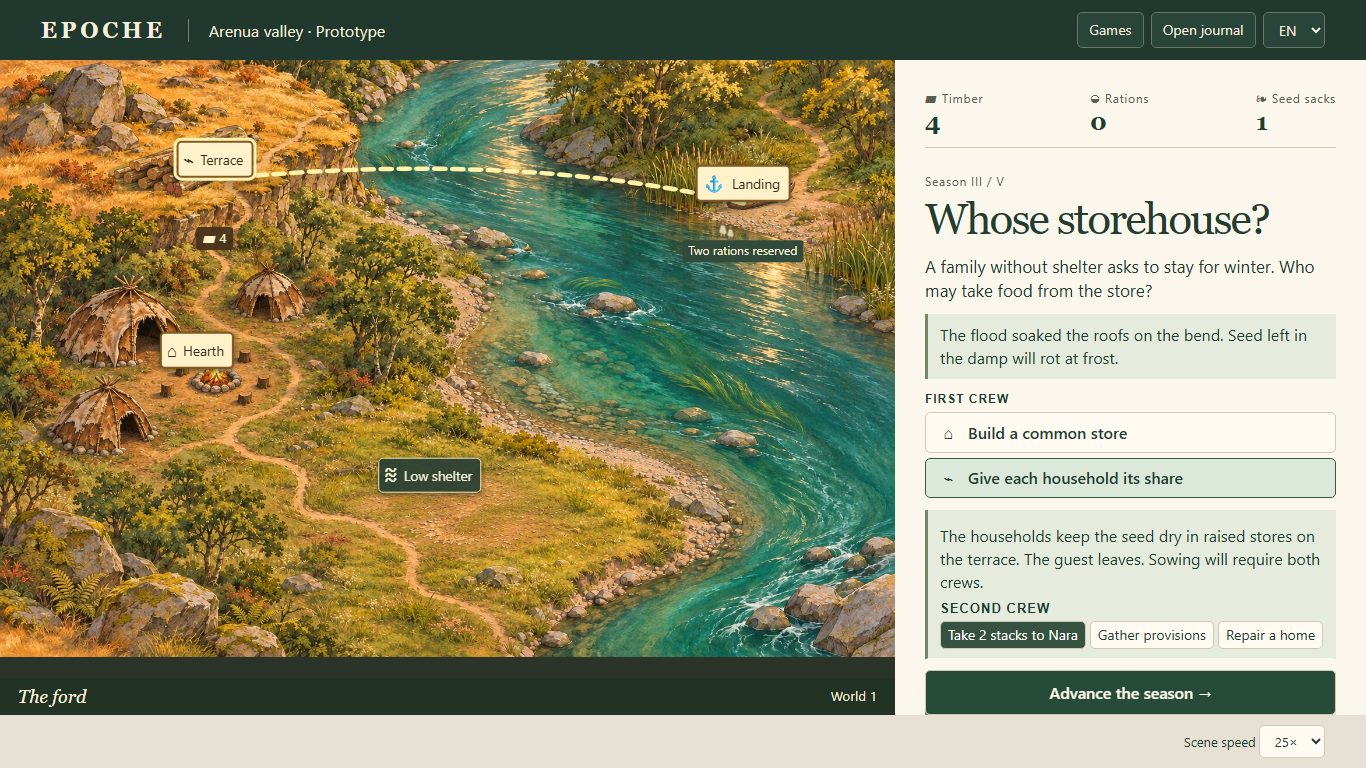 EPOCHE
Arenua valley · Prototype
Games
Open journal
EN
Terrace
Landing
4
Two rations reserved
Hearth
Low shelter
The ford
World 1
Timber
4
Rations
0
Seed sacks
1
Season III / V
Whose storehouse?
A family without shelter asks to stay for winter. Who
may take food from the store?
The flood soaked the roofs on the bend. Seed left in
the damp will rot at frost.
FIRST CREW
Build a common store
Give each household its share
The households keep the seed dry in raised stores on
the terrace. The guest leaves. Sowing will require both
crews.
SECOND CREW
Take 2 stacks to Nara
Gather provisions
Repair a home
Advance the season →
Scene speed
25×